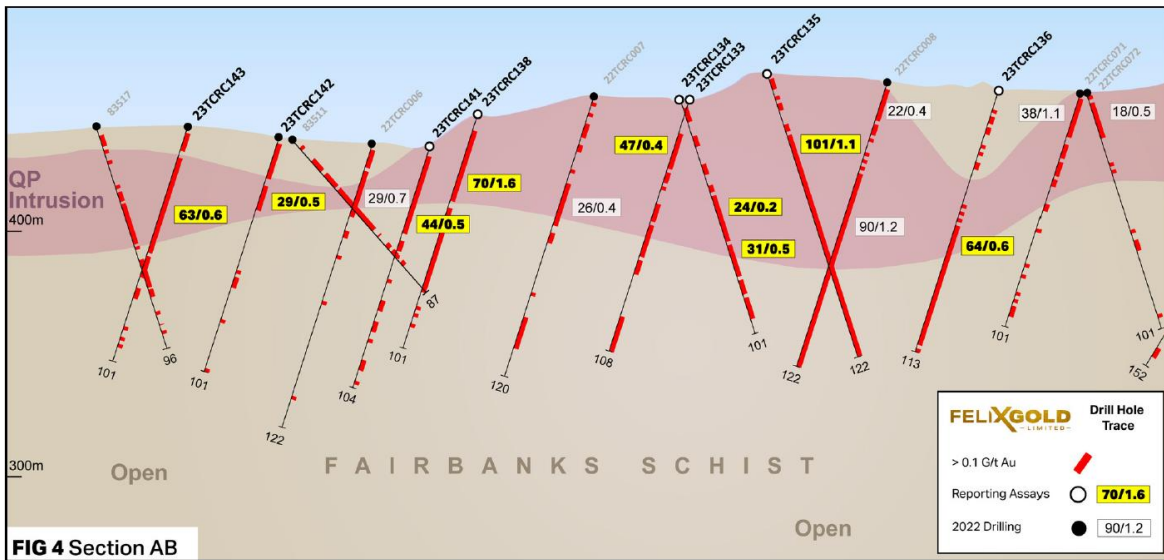 83517
23TCRC143
23TCRC142
83511
22TCRC006
23TCRC141
23TCRC138
22TCRC007
23TCRC134
23TCRC133
23TCRC135
22TCRC008
23TCRC136
22TCRC071
22TCRC072
22/0.4
38/1.1
18/0.5
47/0.4
101/1.1
QP
Intrusion
70/1.6
63/0.6
29/0.5
29/0.7
26/0.4
24/0.2
44/0.5
90/1.2
400m
31/0.5
64/0.6
87
101
96
101
104
101
122
120
108
101
122
122
113
101
101
152
300m
Open
FAIRBANKS SCHIST
Open
FELIXGOLD
LIMITED
Drill Hole
Trace
> 0.1 G/t Au
Reporting Assays
70/1.6
2022 Drilling
90/1.2
FIG 4 Section AB